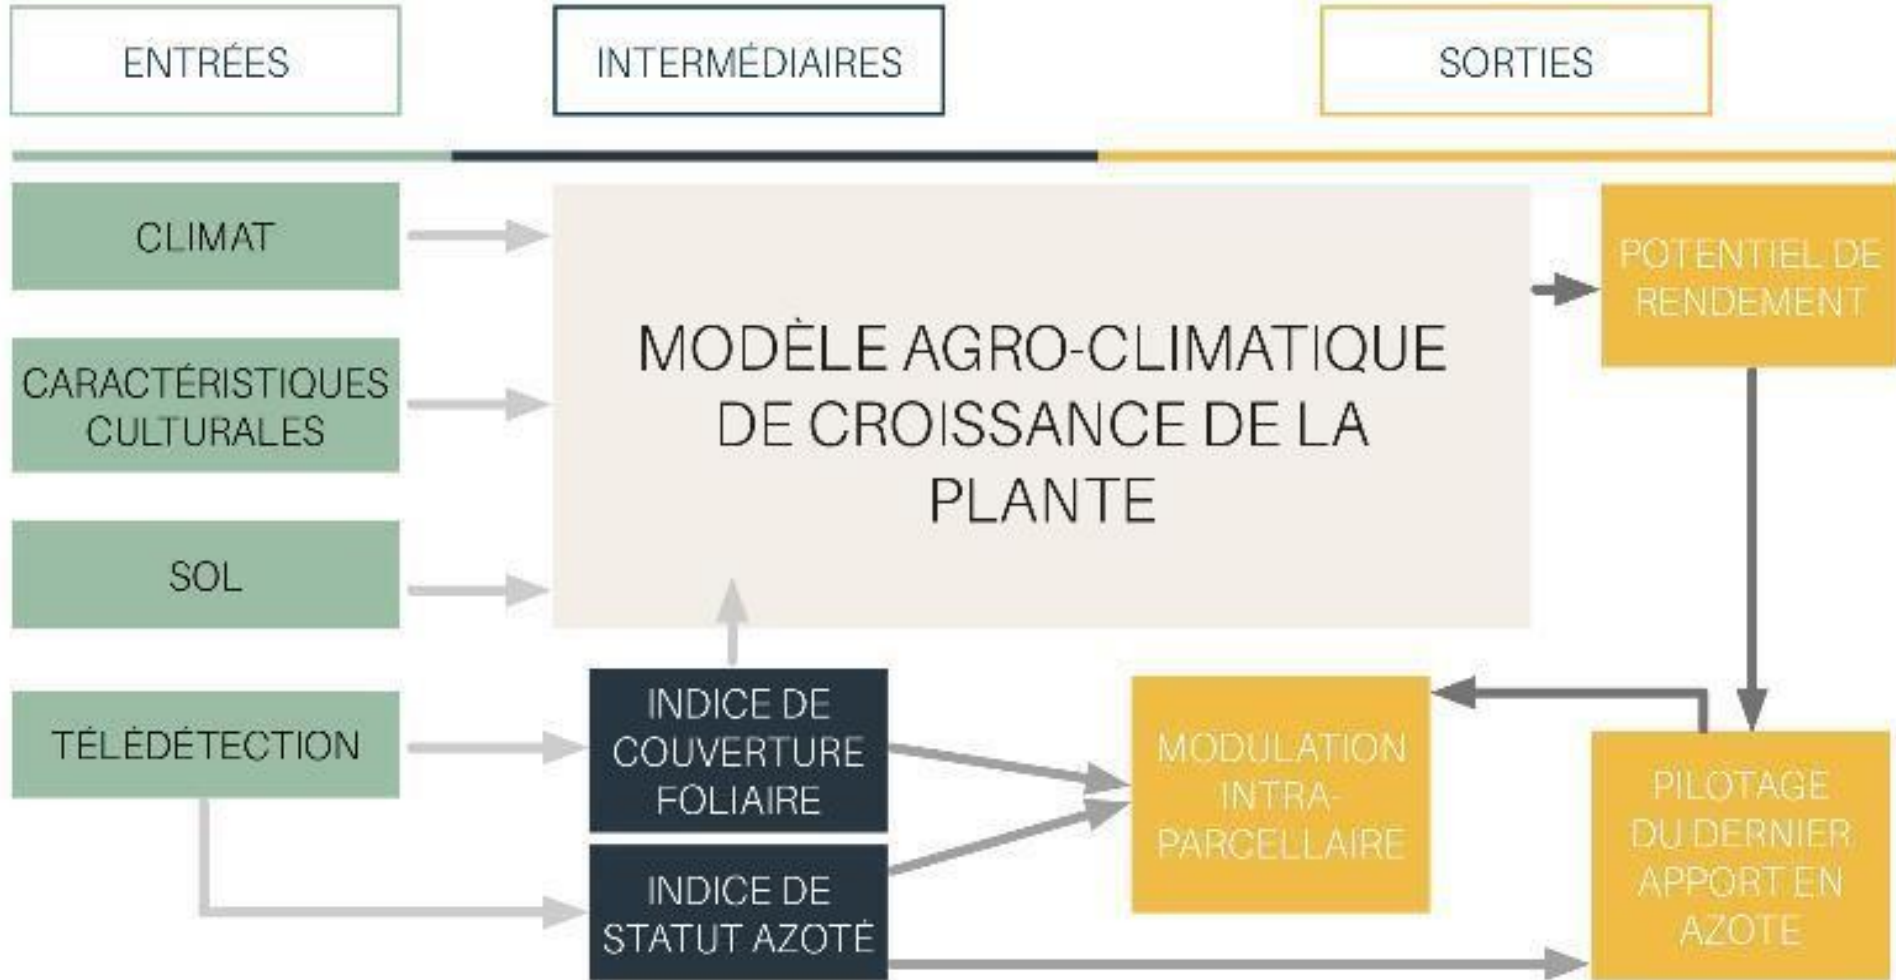 ENTRÉES
INTERMÉDIAIRES
SORTIES
CLIMAT
CARACTÉRISTIQUES
CULTURALES
SOL
TÉLÉDÉTECTION
MODÈLE AGRO-CLIMATIQUE
DE CROISSANCE DE LA
PLANTE
INDICE DE
COUVERTURE
FOLIAIRE
INDICE DE
STATUT AZOTÉ
MODULATION
INTRA-
PARCELLAIRE
POTENTIEL DE
RENDEMENT
PILOTAGE
DU DERNIER
APPORT EN
AZOTE